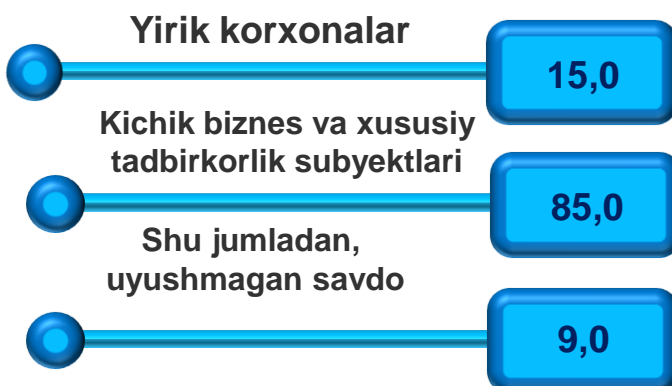 Yirik korxonalar
15,0
Kichik biznes va xususiy
tadbirkorlik subyektlari
85,0
Shu jumladan,
uyushmagan savdo
9,0